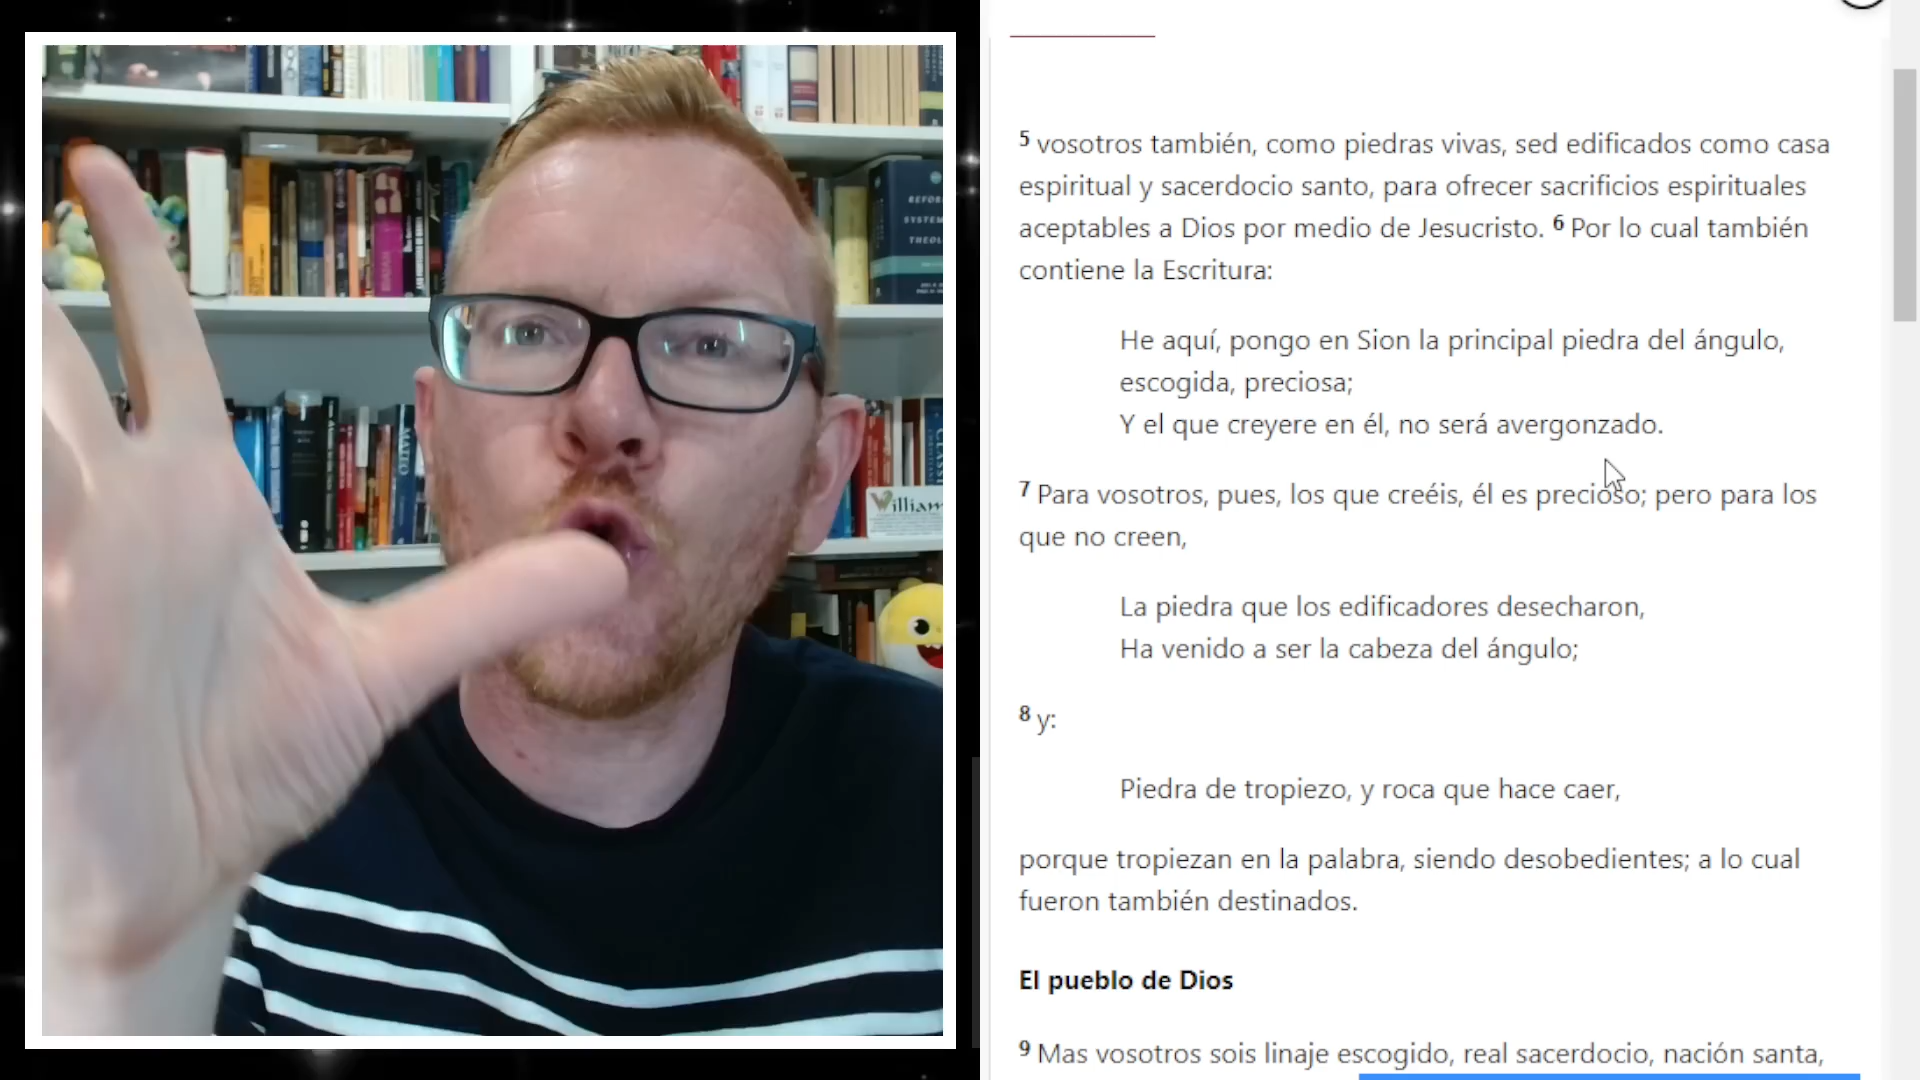 REFOR
SYSTEM
THEOL
MATEO
William
5 vosotros también, como piedras vivas, sed edificados como casa
espiritual y sacerdocio santo, para ofrecer sacrificios espirituales
aceptables a Dios por medio de Jesucristo. 6 Por lo cual también
contiene la Escritura:
He aquí, pongo en Sion la principal piedra del ángulo,
escogida, preciosa;
Y el que creyere en él, no será avergonzado.
7 Para vosotros, pues, los que creéis, él es precioso; pero para los
que no creen,
La piedra que los edificadores desecharon,
Ha venido a ser la cabeza del ángulo;
8 y:
Piedra de tropiezo, y roca que hace caer,
porque tropiezan en la palabra, siendo desobedientes; a lo cual
fueron también destinados.
El pueblo de Dios
9 Mas vosotros sois linaje escogido, real sacerdocio, nación santa,